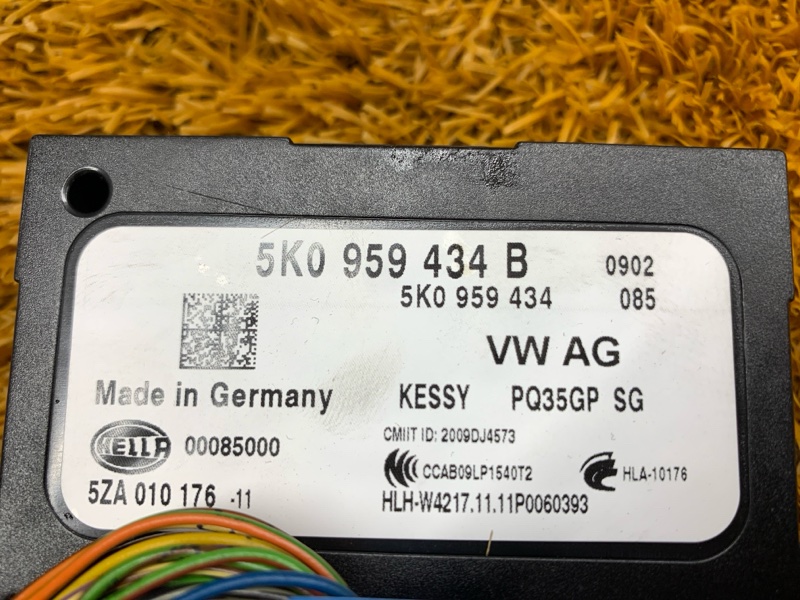 5K0 959 434 B 0902
5K0 959 434 085
VW AG
Made in Germany KESSY PQ35GP SG
CMIIT ID: 2009DJ4573
HELLA 00085000 CCAB09LP1540T2 HLA-10176
5ZA 010 176 -11 HLH-W4217.11.11P0060393